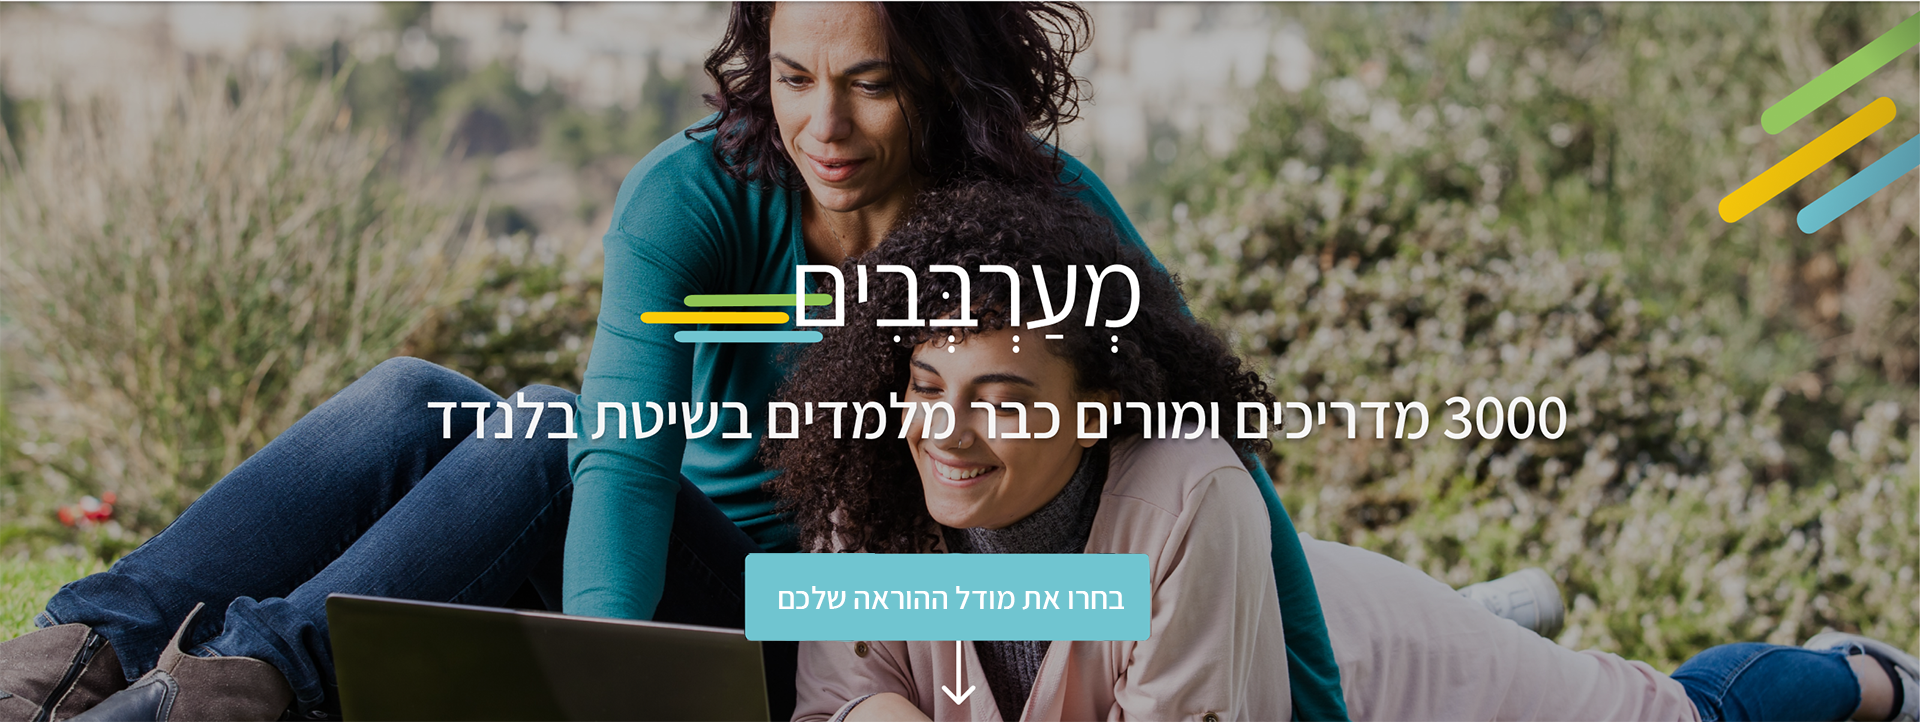 מְעַרְבְּבִים
3000 מדריכים ומורים כבר מלמדים בשיטת בלנדד
בחרו את מודל ההוראה שלכם